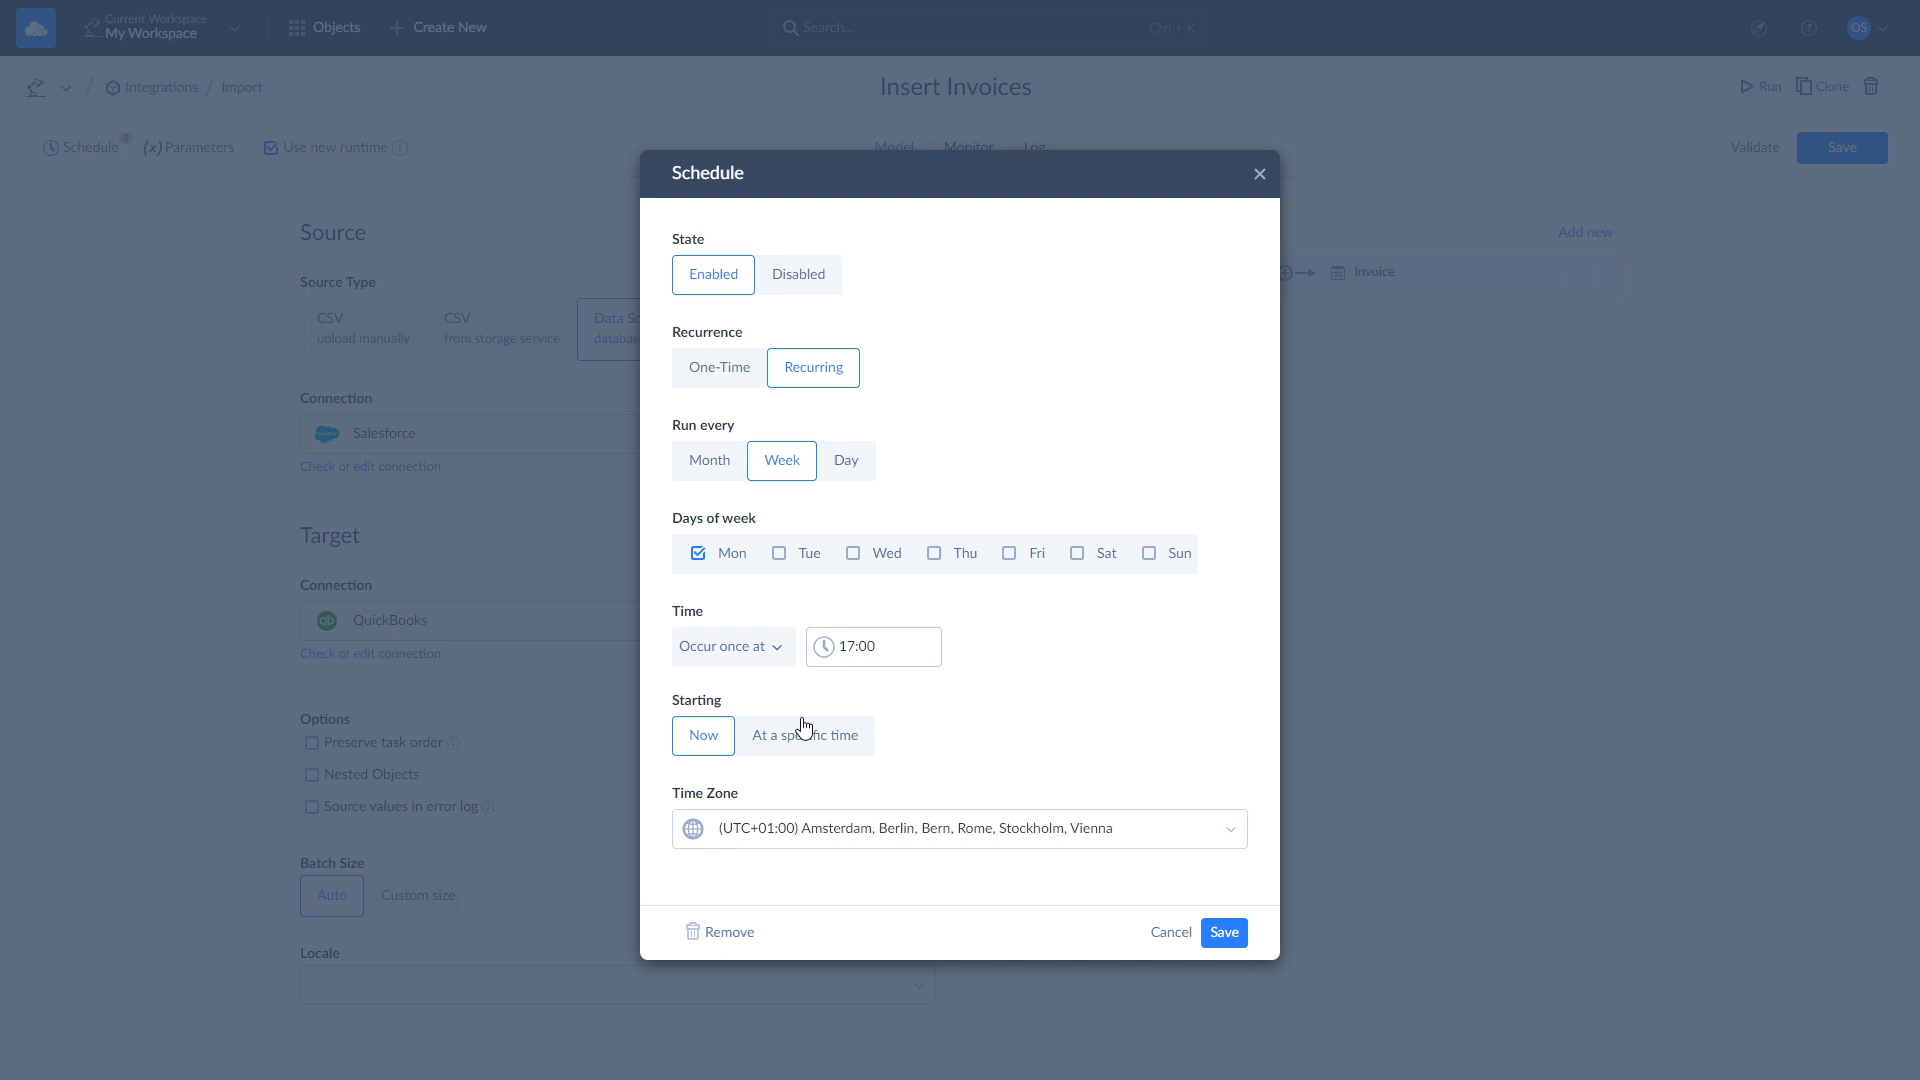 Current Workspace
My Workspace
Objects
Create New
Search...
Ctrl + K
OS
Integrations / Import
Insert Invoices
Run
Clone
Schedule
1
(x) Parameters
Use new runtime
Model
Monitor
Log
Validate
Save
Schedule
Source
Source Type
CSV
upload manually
CSV
from storage service
Data Sc
databas
Connection
Salesforce
Check or edit connection
Target
Connection
qb
QuickBooks
Check or edit connection
Options
Preserve task order
Nested Objects
Source values in error log
Batch Size
Auto
Custom size
Locale
State
Enabled
Disabled
Recurrence
One-Time
Recurring
Run every
Month
Week
Day
Days of week
Mon
Tue
Wed
Thu
Fri
Sat
Sun
Time
Occur once at
17:00
Starting
Now
At a specific time
Time Zone
(UTC+01:00) Amsterdam, Berlin, Bern, Rome, Stockholm, Vienna
Remove
Cancel
Save
Add new
Invoice